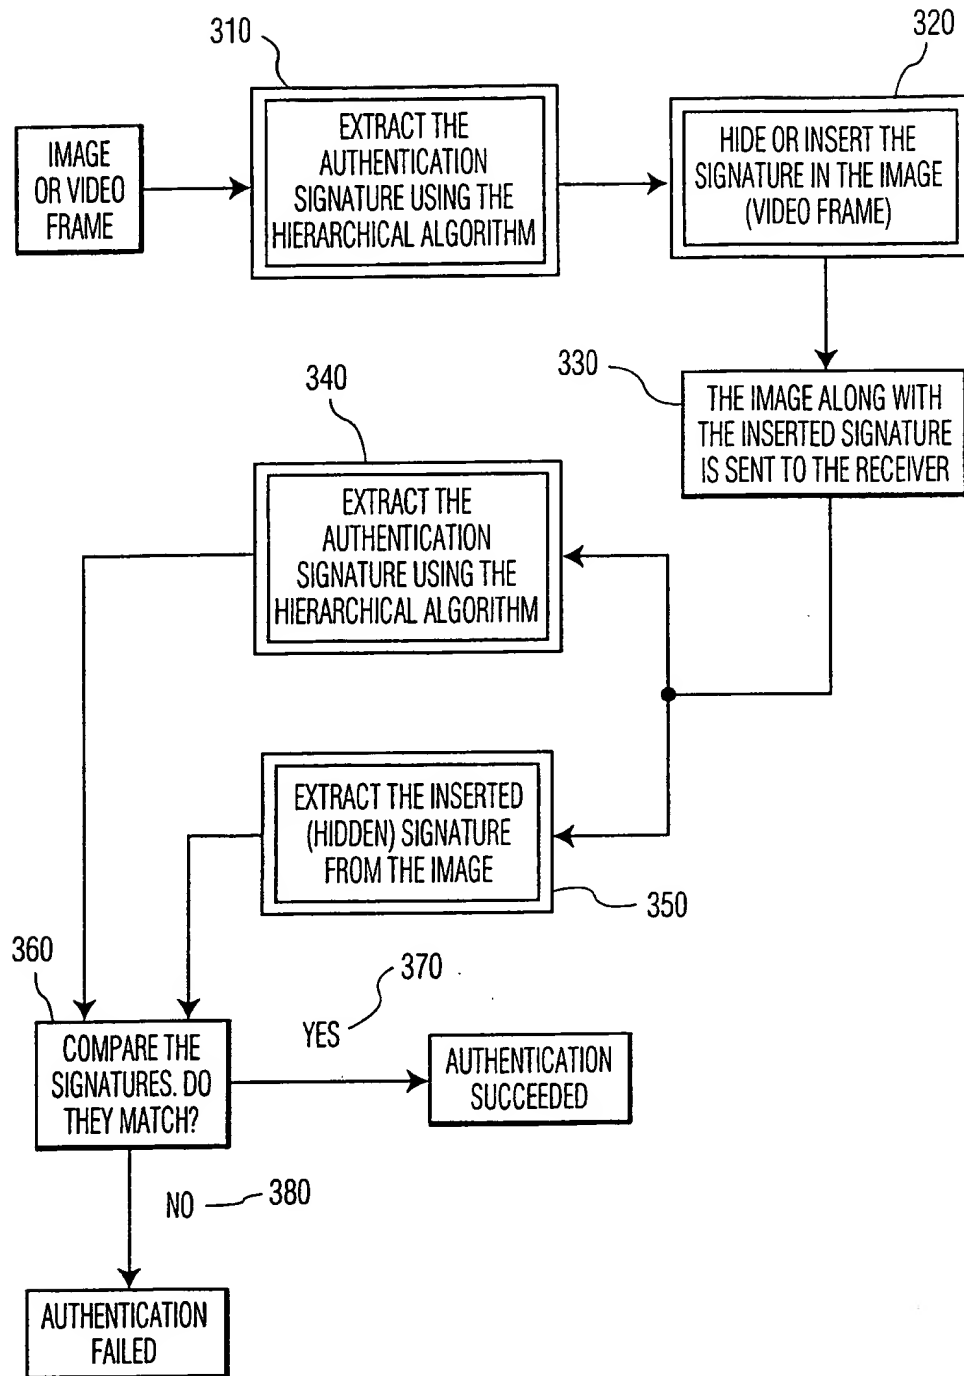 310
320
IMAGE
OR VIDEO
FRAME
EXTRACT THE
AUTHENTICATION
SIGNATURE USING THE
HIERARCHICAL ALGORITHM
HIDE OR INSERT THE
SIGNATURE IN THE IMAGE
(VIDEO FRAME)
330
THE IMAGE ALONG WITH
THE INSERTED SIGNATURE
IS SENT TO THE RECEIVER
340
EXTRACT THE
AUTHENTICATION
SIGNATURE USING THE
HIERARCHICAL ALGORITHM
EXTRACT THE INSERTED
(HIDDEN) SIGNATURE
FROM THE IMAGE
350
360
COMPARE THE
SIGNATURES. DO
THEY MATCH?
370
YES
AUTHENTICATION
SUCCEEDED
NO
380
AUTHENTICATION
FAILED